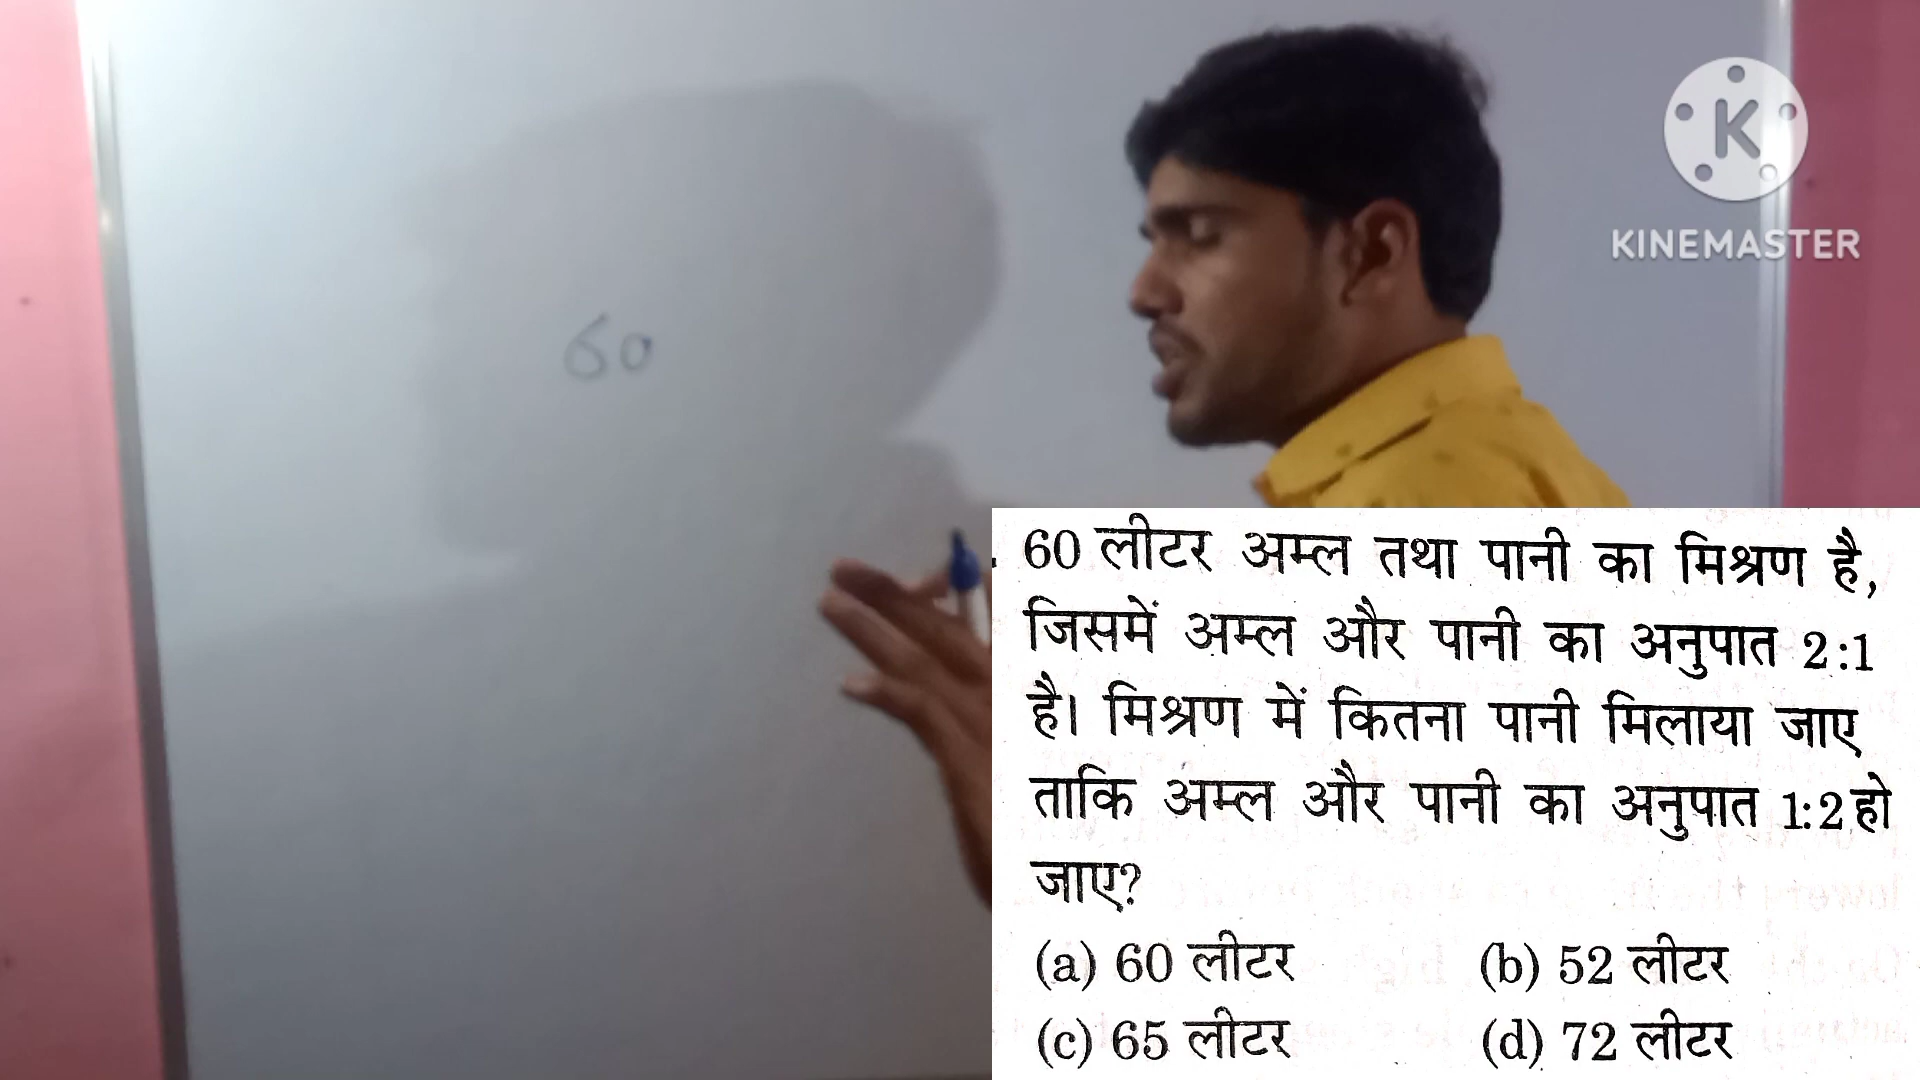 K
KINEMASTER
60
60 लीटर अम्ल तथा पानी का मिश्रण है,
जिसमें अम्ल और पानी का अनुपात 2:1
है। मिश्रण में कितना पानी मिलाया जाए
ताकि अम्ल और पानी का अनुपात 1:2 हो
जाए?
(a) 60 लीटर (b) 52 लीटर
(c) 65 लीटर (d) 72 लीटर